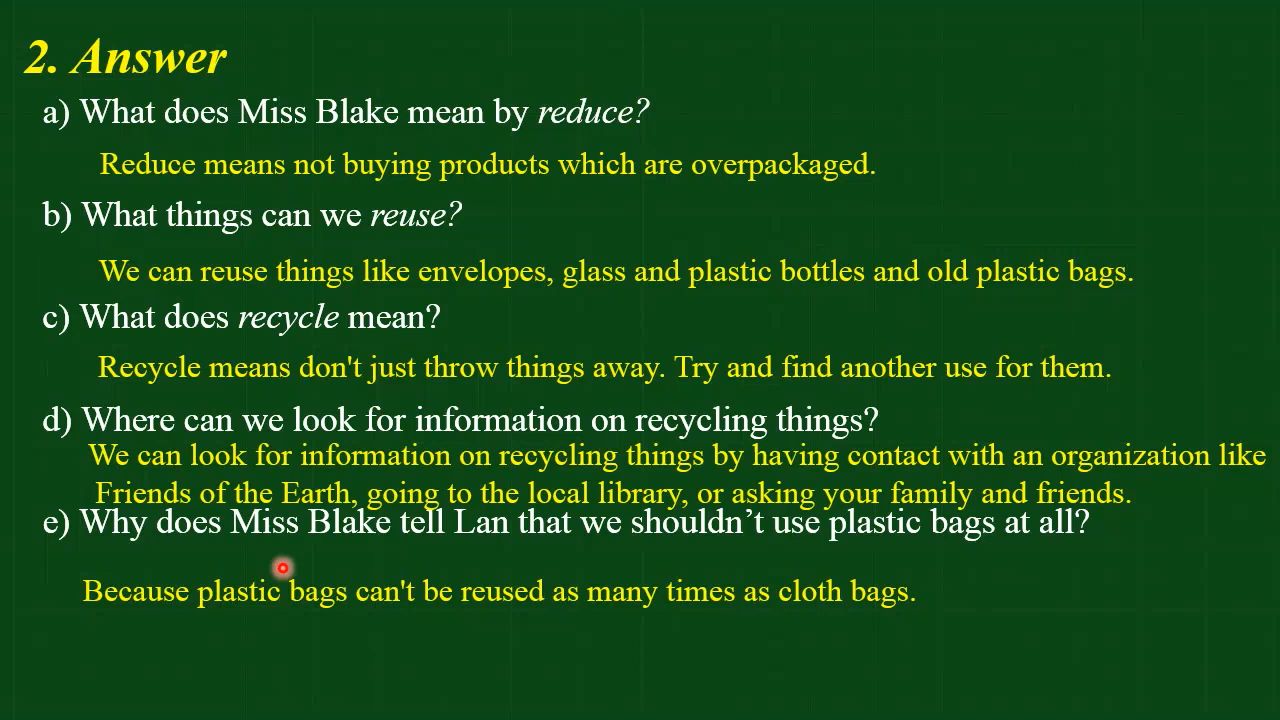 2. Answer
a) What does Miss Blake mean by reduce?
Reduce means not buying products which are overpackaged.
b) What things can we reuse?
We can reuse things like envelopes, glass and plastic bottles and old plastic bags.
c) What does recycle mean?
Recycle means don't just throw things away. Try and find another use for them.
d) Where can we look for information on recycling things?
We can look for information on recycling things by having contact with an organization like
Friends of the Earth, going to the local library, or asking your family and friends.
e) Why does Miss Blake tell Lan that we shouldn’t use plastic bags at all?
Because plastic bags can't be reused as many times as cloth bags.